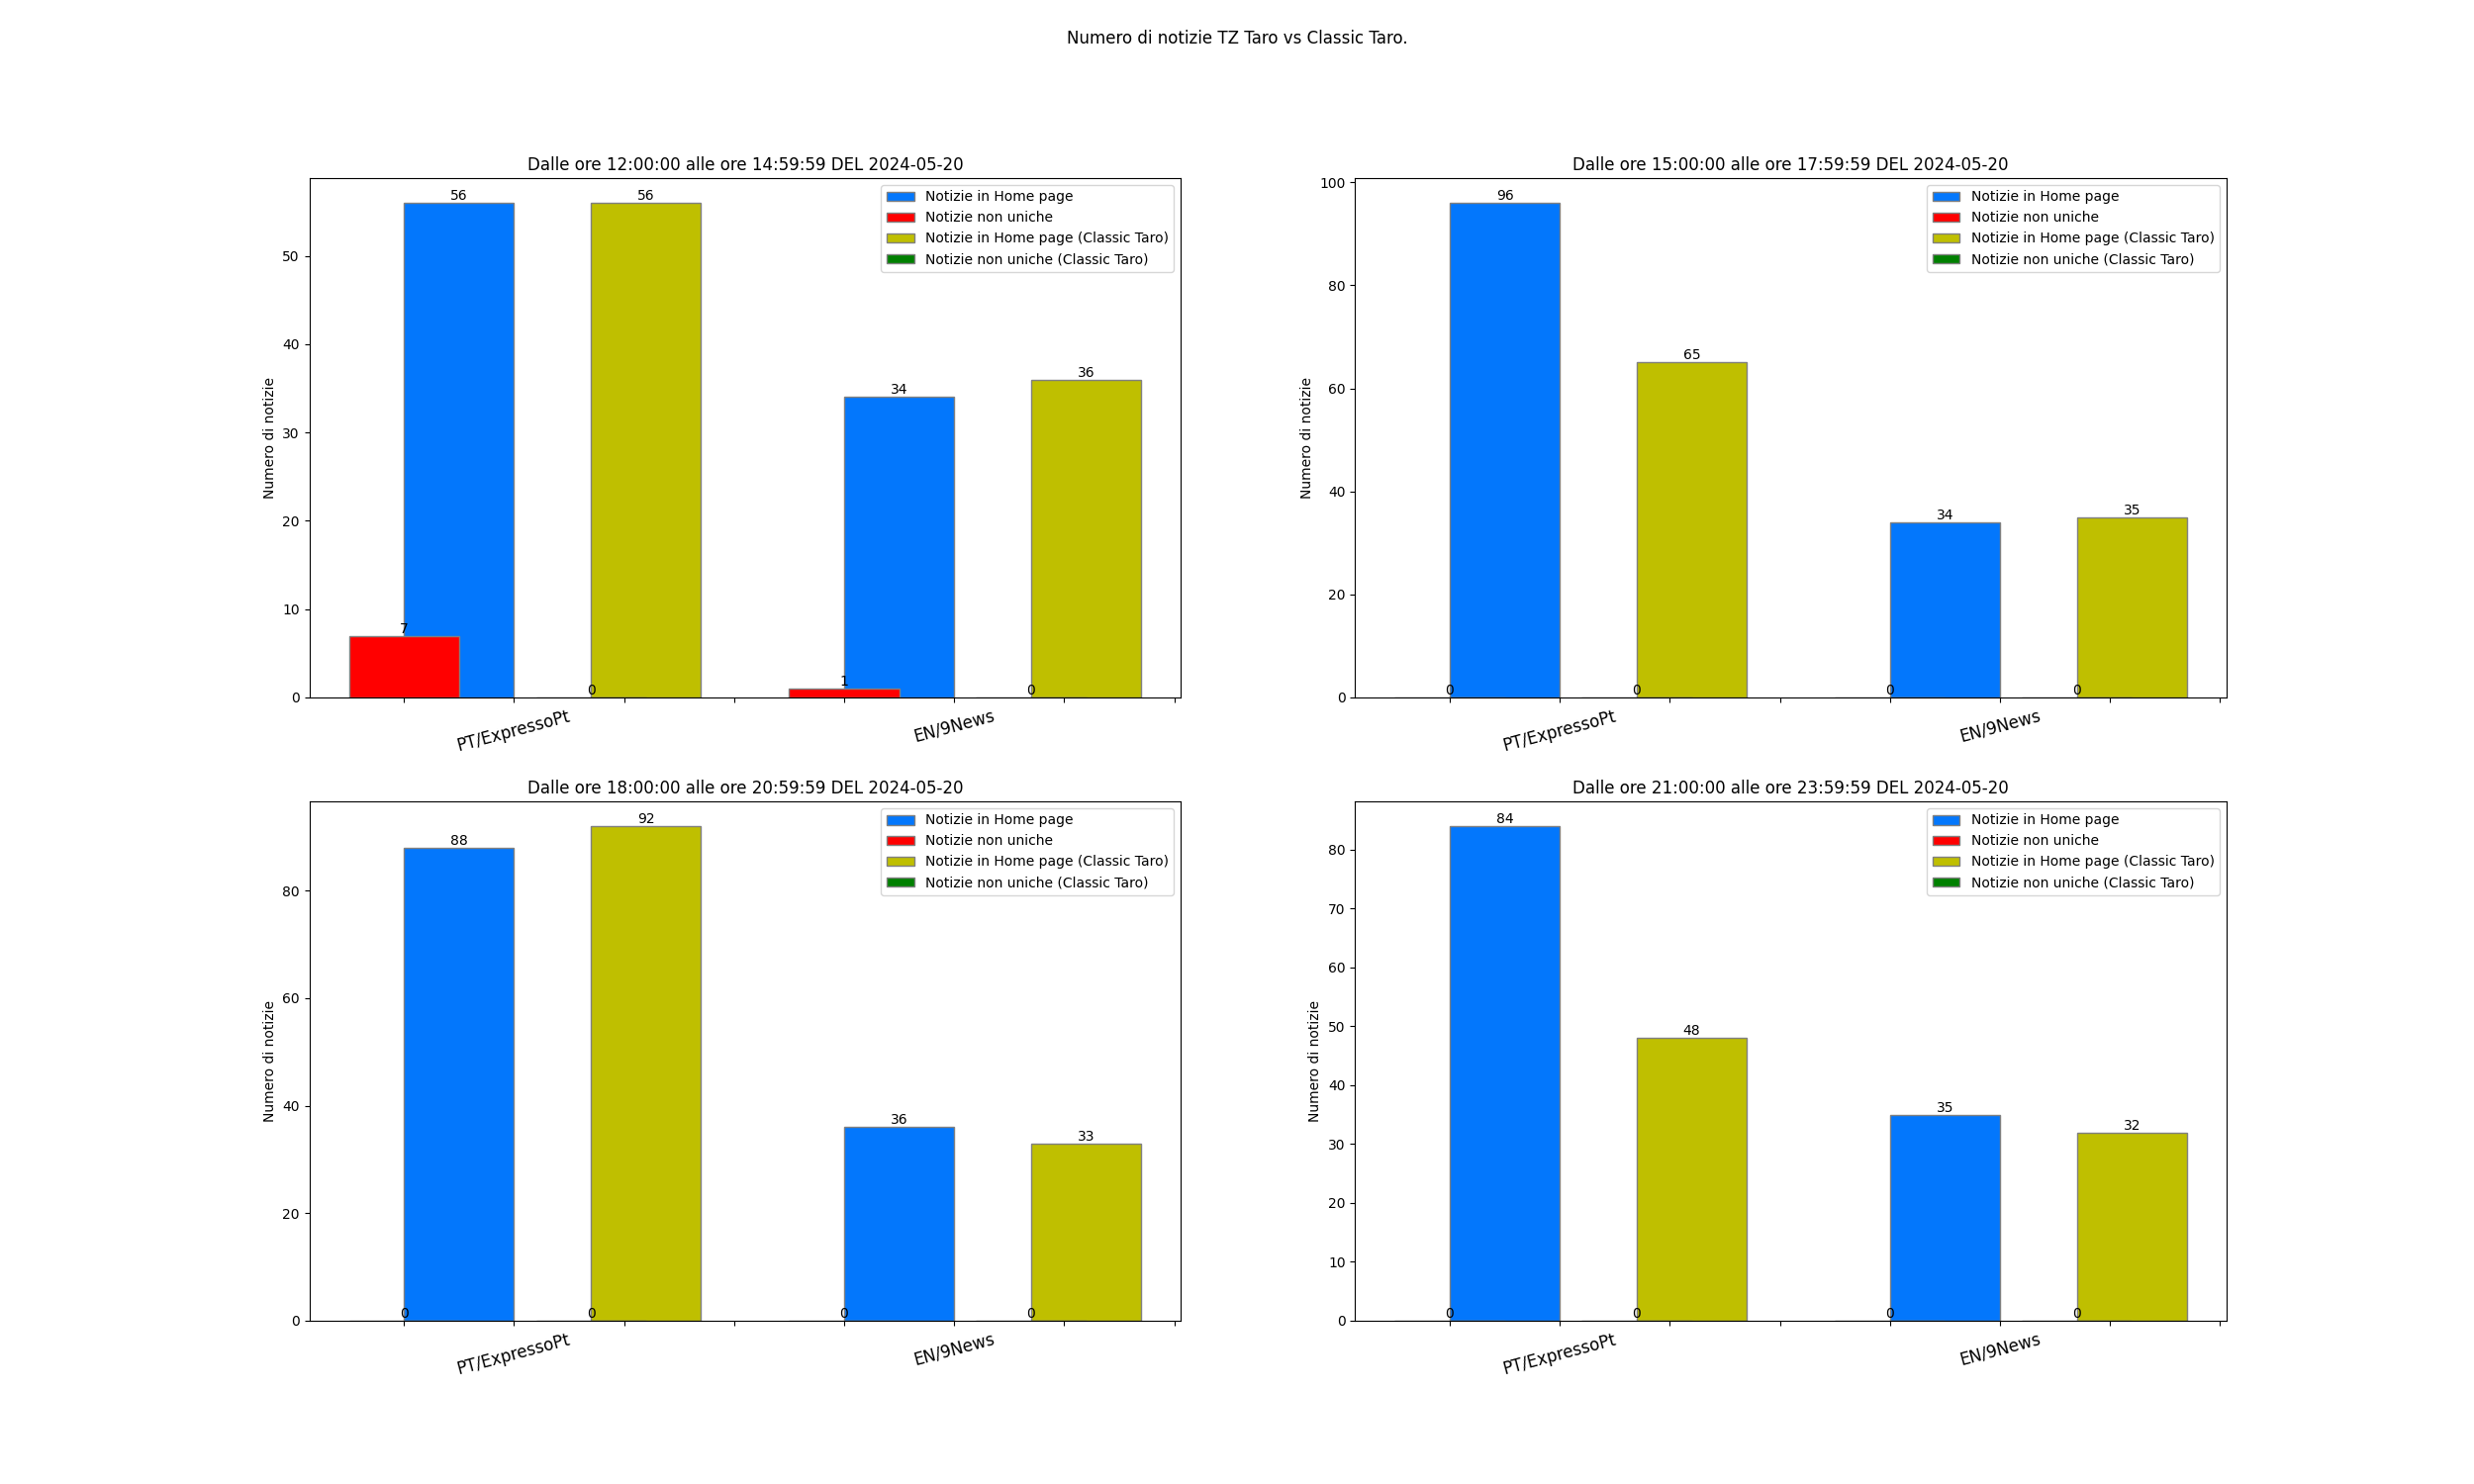 Numero di notizie TZ Taro vs Classic Taro.
Dalle ore 12:00:00 alle ore 14:59:59 DEL 2024-05-20
Numero di notizie
0
10
20
30
40
50
56
56
34
36
7
0
1
0
Notizie in Home page
Notizie non uniche
Notizie in Home page (Classic Taro)
Notizie non uniche (Classic Taro)
PT/ExpressoPt
EN/9News
Dalle ore 15:00:00 alle ore 17:59:59 DEL 2024-05-20
Numero di notizie
0
20
40
60
80
100
96
65
34
35
0
0
0
0
Notizie in Home page
Notizie non uniche
Notizie in Home page (Classic Taro)
Notizie non uniche (Classic Taro)
PT/ExpressoPt
EN/9News
Dalle ore 18:00:00 alle ore 20:59:59 DEL 2024-05-20
Numero di notizie
0
20
40
60
80
88
92
36
33
0
0
0
0
Notizie in Home page
Notizie non uniche
Notizie in Home page (Classic Taro)
Notizie non uniche (Classic Taro)
PT/ExpressoPt
EN/9News
Dalle ore 21:00:00 alle ore 23:59:59 DEL 2024-05-20
Numero di notizie
0
10
20
30
40
50
60
70
80
84
48
35
32
0
0
0
0
Notizie in Home page
Notizie non uniche
Notizie in Home page (Classic Taro)
Notizie non uniche (Classic Taro)
PT/ExpressoPt
EN/9News